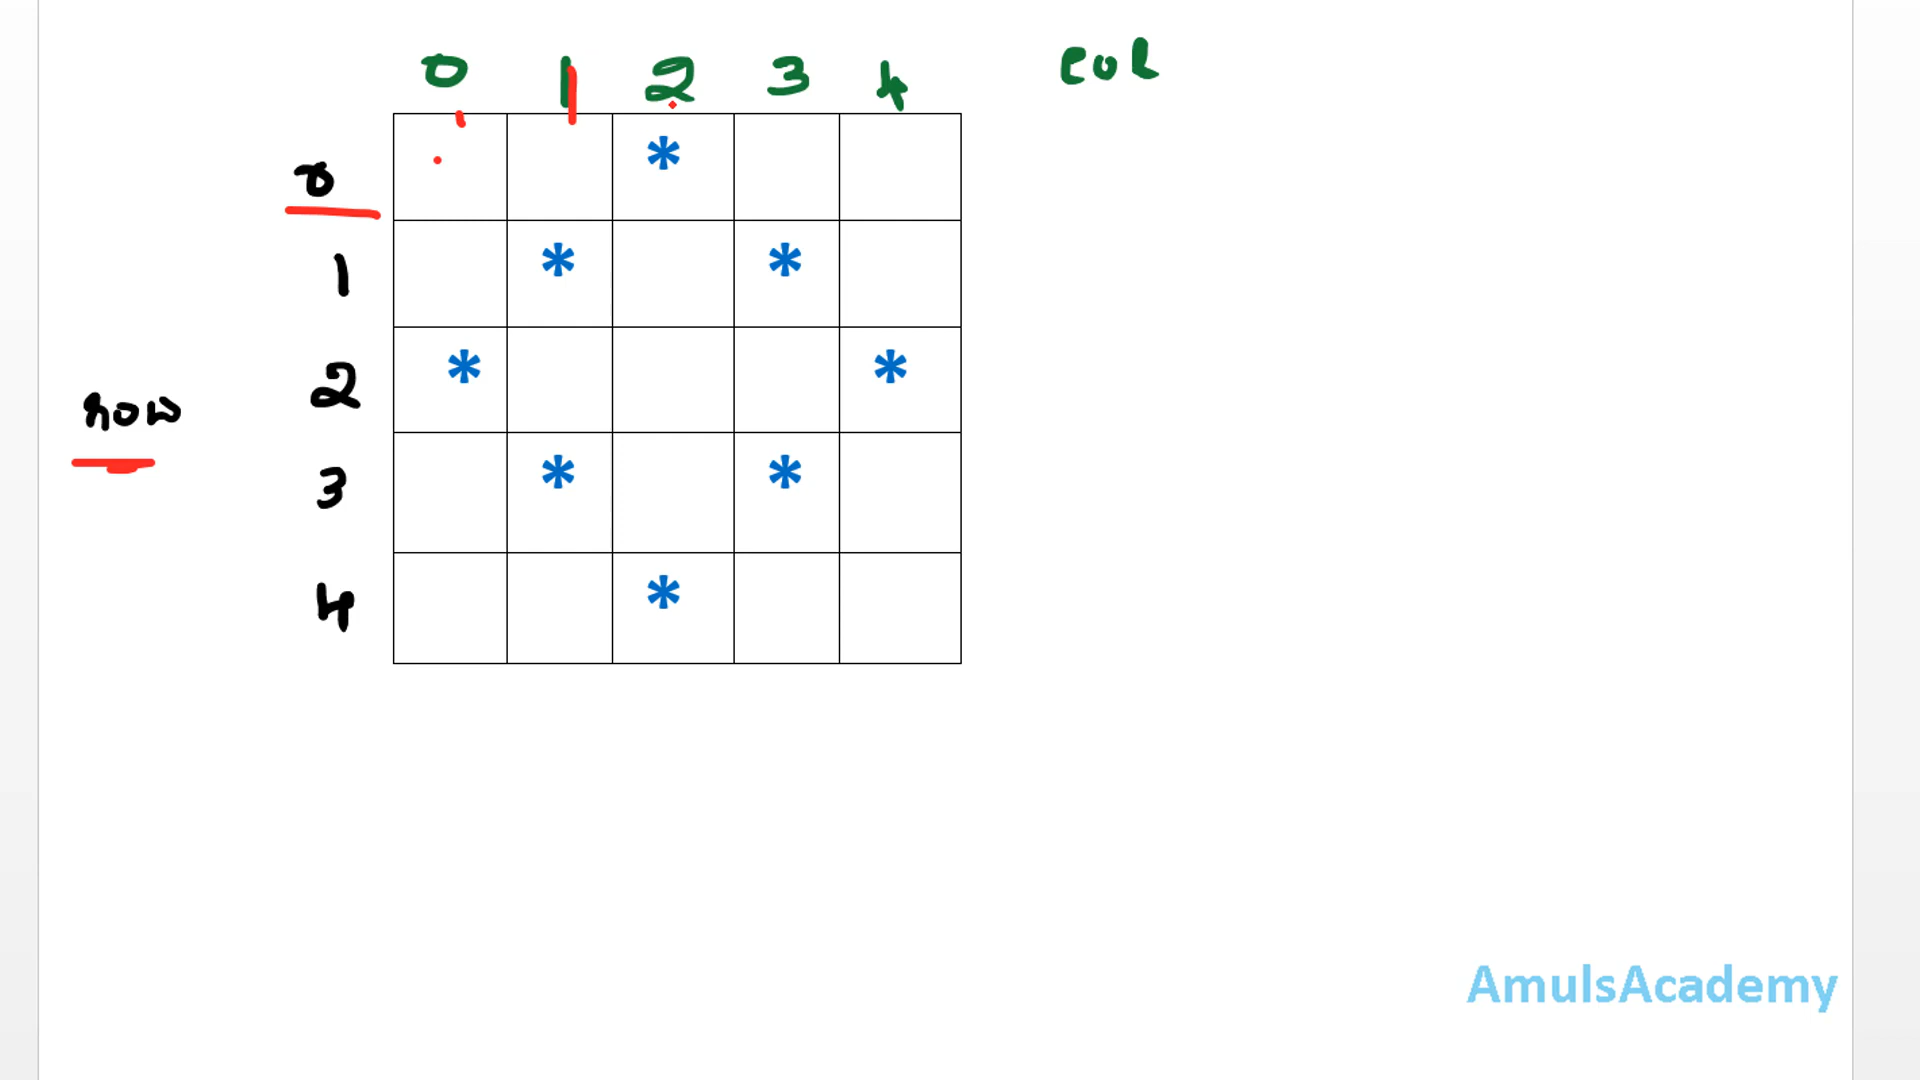 0 1 2 3 4 col
0 *
1 * *
2 * *
row
3 * *
4 *
AmulsAcademy